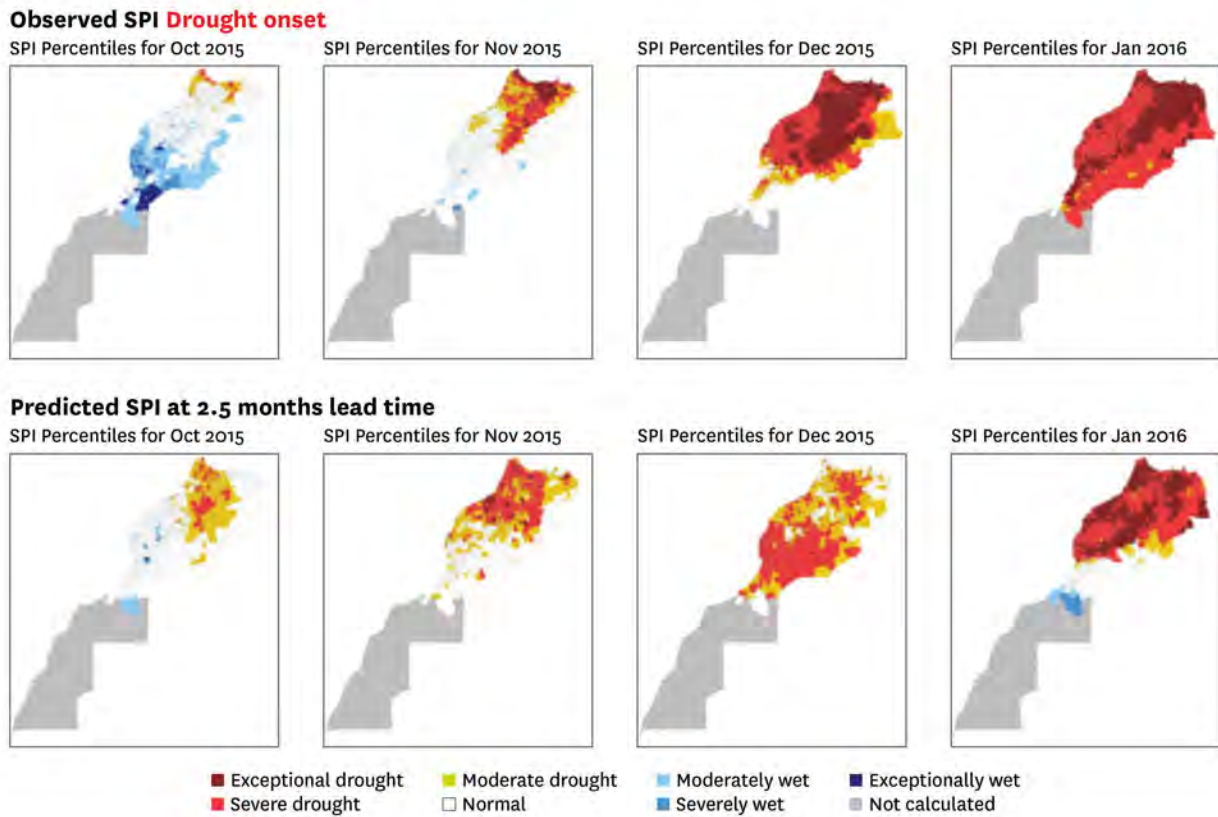 Observed SPI Drought onset
SPI Percentiles for Oct 2015
SPI Percentiles for Nov 2015
SPI Percentiles for Dec 2015
SPI Percentiles for Jan 2016
Predicted SPI at 2.5 months lead time
SPI Percentiles for Oct 2015
SPI Percentiles for Nov 2015
SPI Percentiles for Dec 2015
SPI Percentiles for Jan 2016
Exceptional drought
Moderate drought
Moderately wet
Exceptionally wet
Severe drought
Normal
Severely wet
Not calculated